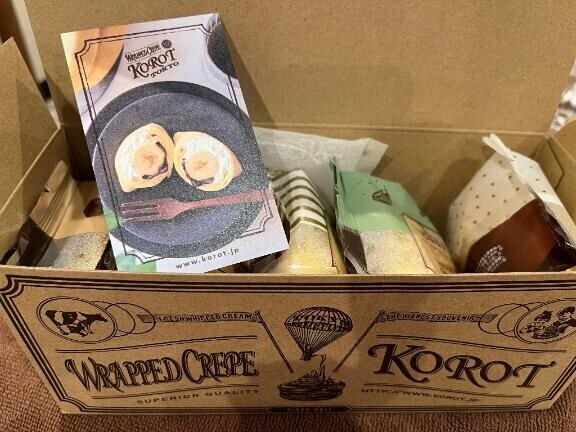 WRAPPED CREPE
KOROT
TOKYO
www.korot.jp
FRESH WHIPPED CREAM
THE HIGHEST SOUVENIR
WRAPPED CREPE
KOROT
SUPERIOR QUALITY
HTTP://WWW.KOROT.JP